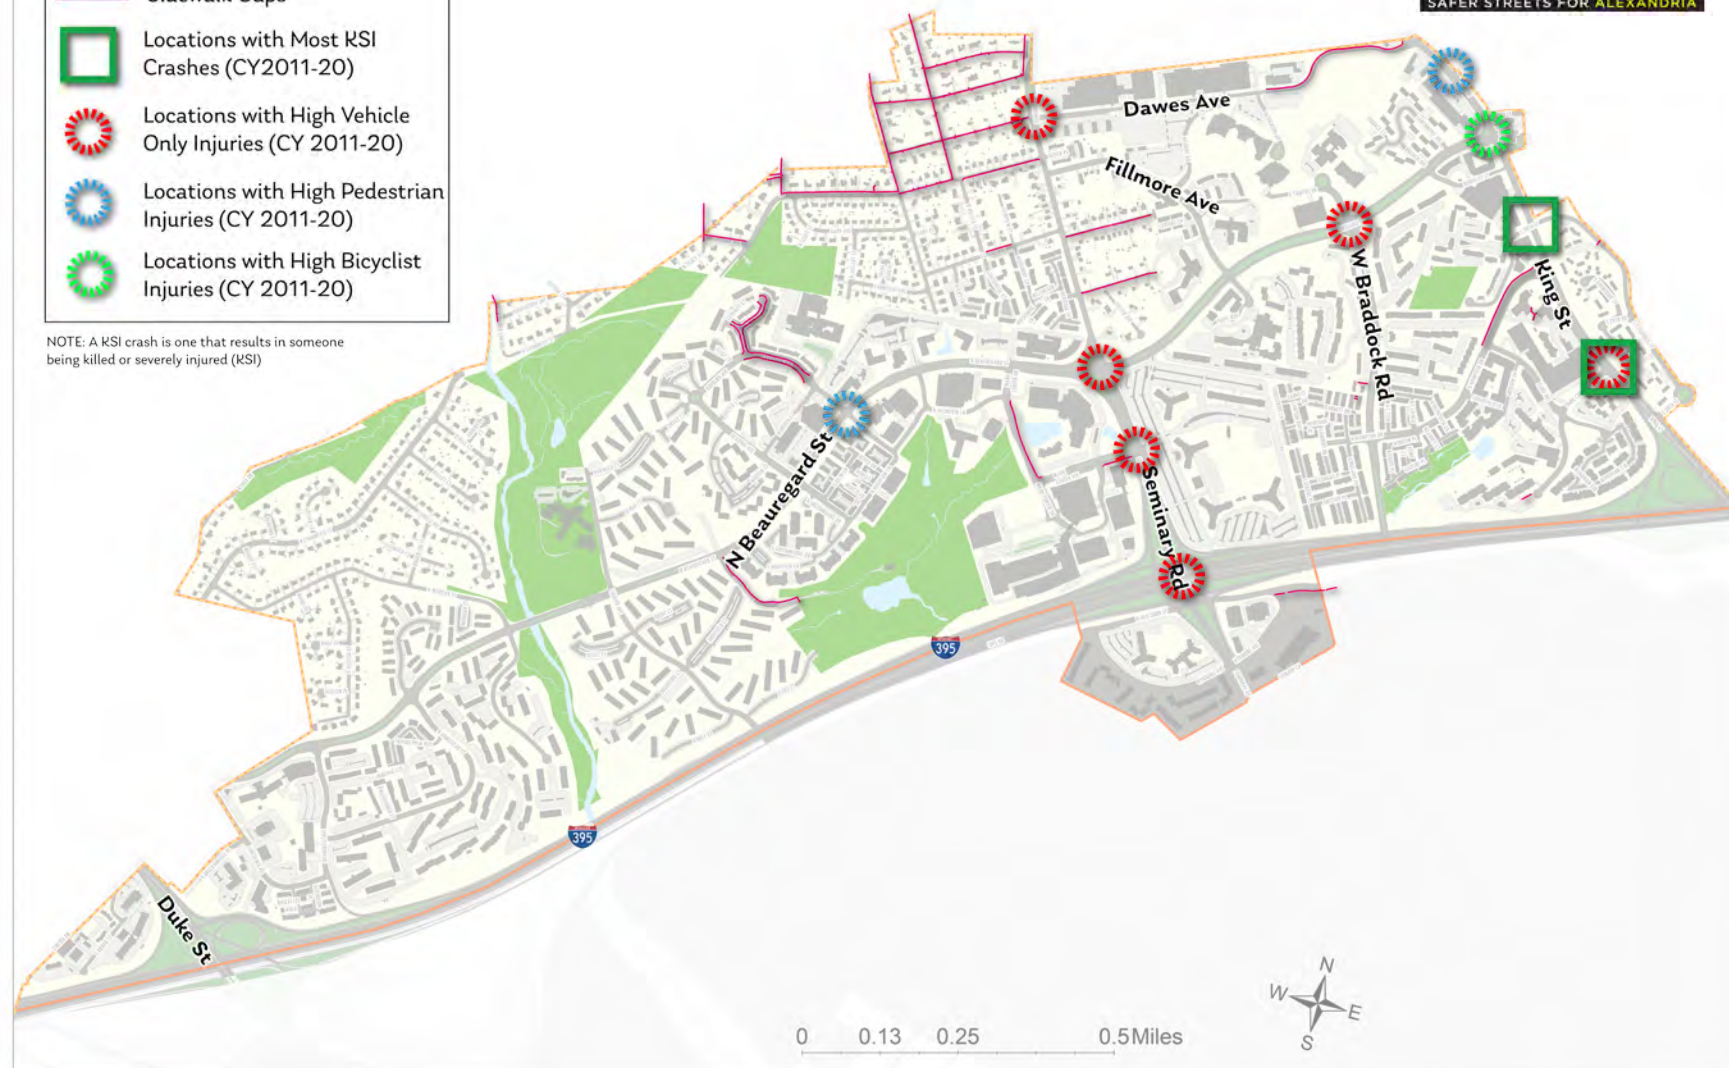 Sidewalk Gaps
SAFER STREETS FOR ALEXANDRIA
Locations with Most KSI
Crashes (CY2011-20)
Locations with High Vehicle
Only Injuries (CY 2011-20)
Locations with High Pedestrian
Injuries (CY 2011-20)
Locations with High Bicyclist
Injuries (CY 2011-20)
NOTE: A KSI crash is one that results in someone
being killed or severely injured (KSI)
Dawes Ave
Fillmore Ave
W Braddock Rd
King St
N Beauregard St
Seminary Rd
395
395
Duke St
N
W
E
S
0 0.13 0.25 0.5 Miles